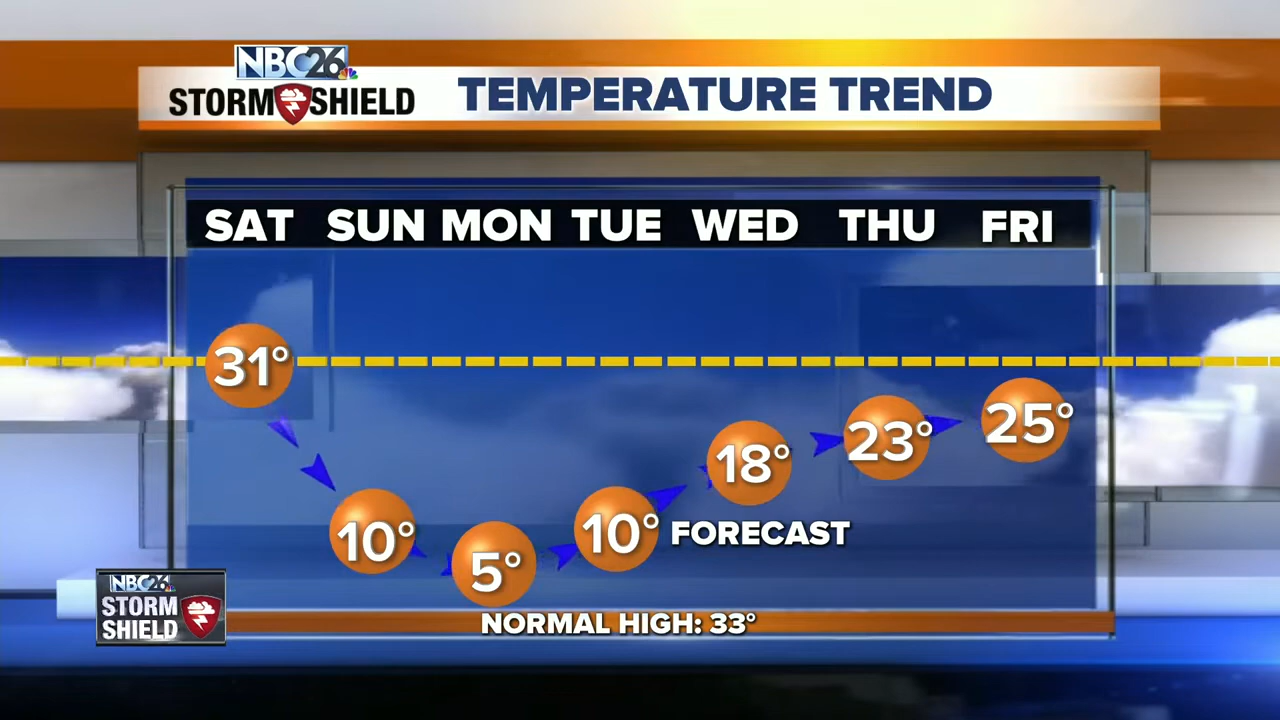 NBC26
STORM SHIELD
TEMPERATURE TREND
SAT SUN MON TUE WED THU FRI
31° 10° 5° 10° 18° 23° 25°
FORECAST
NORMAL HIGH: 33°
NBC26
STORM
SHIELD